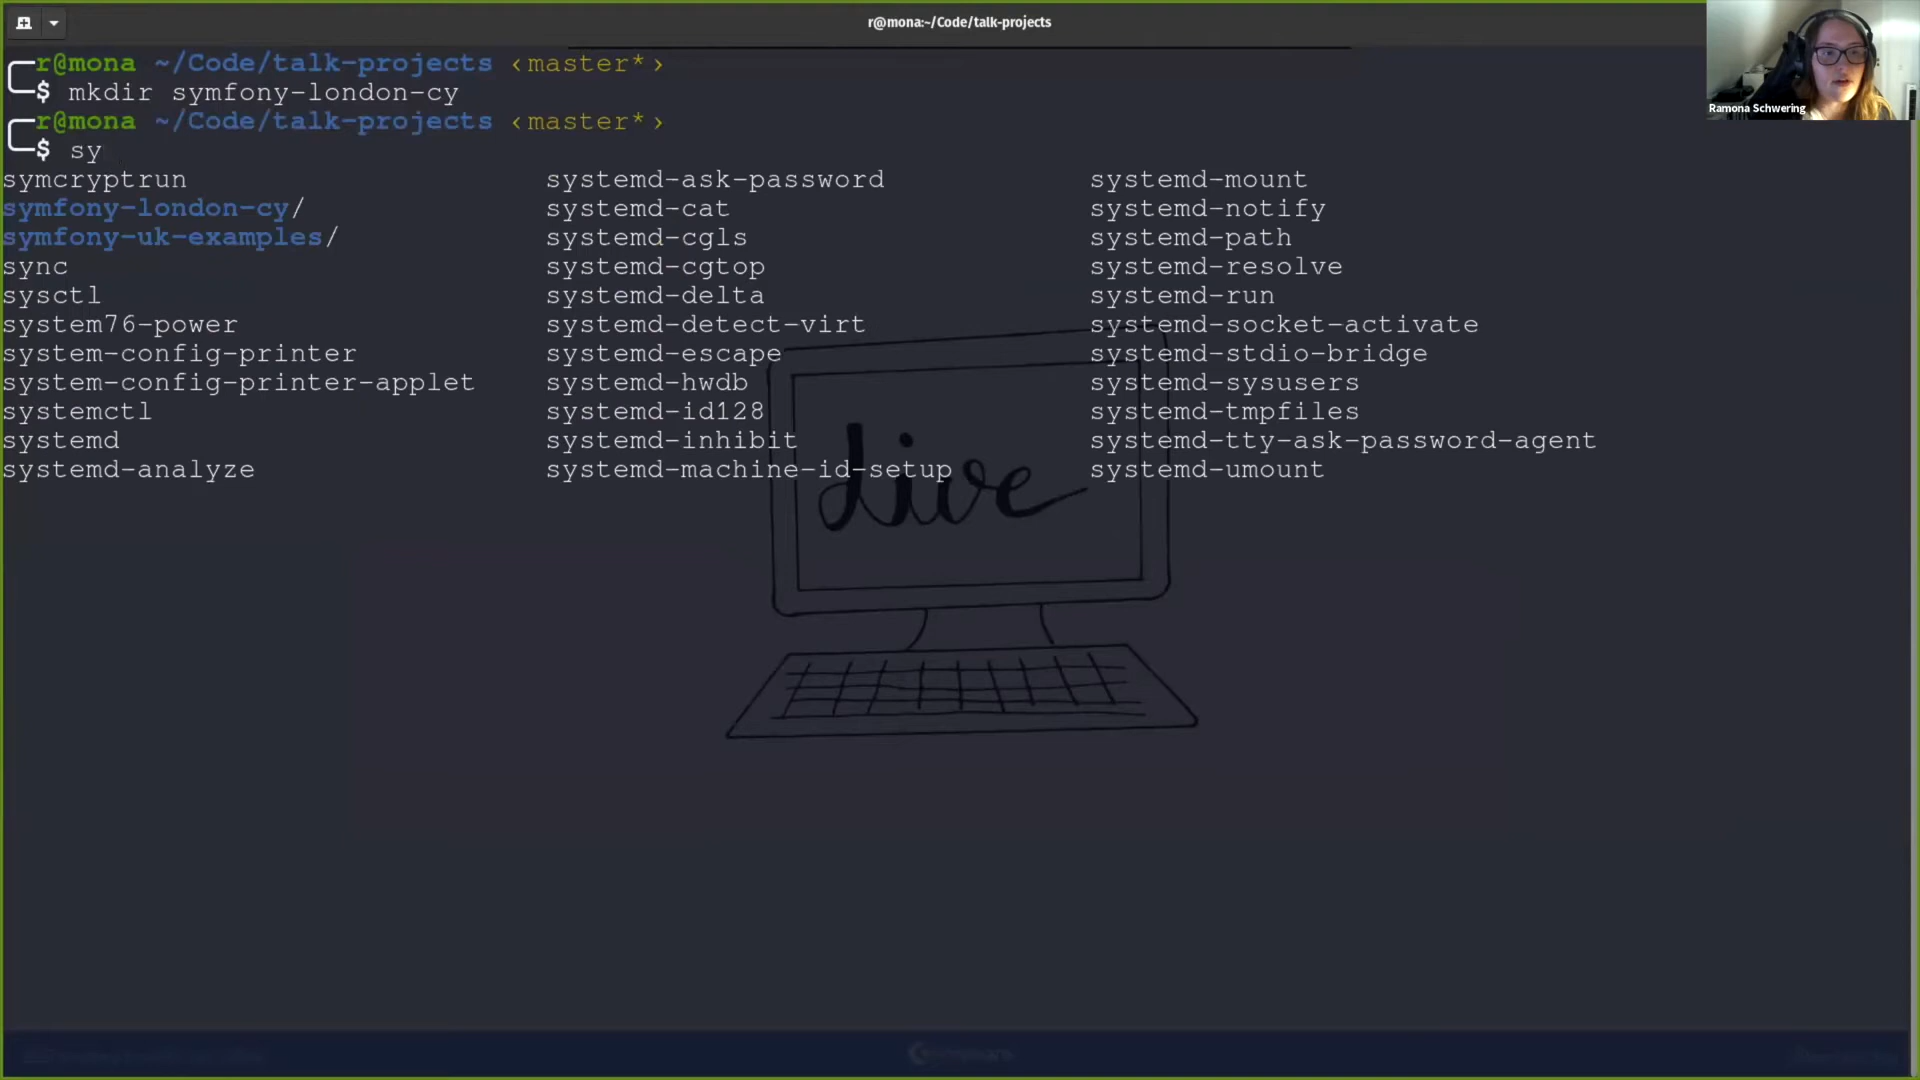 r@mona:~/Code/talk-projects
Ramona Schwering
r@mona ~/Code/talk-projects ‹master*›
$ mkdir symfony-london-cy
r@mona ~/Code/talk-projects ‹master*›
$ sy
symcryptrun systemd-ask-password systemd-mount
symfony-london-cy/ systemd-cat systemd-notify
symfony-uk-examples/ systemd-cgls systemd-path
sync systemd-cgtop systemd-resolve
sysctl systemd-delta systemd-run
system76-power systemd-detect-virt systemd-socket-activate
system-config-printer systemd-escape systemd-stdio-bridge
system-config-printer-applet systemd-hwdb systemd-sysusers
systemctl systemd-id128 systemd-tmpfiles
systemd systemd-inhibit systemd-tty-ask-password-agent
systemd-analyze systemd-machine-id-setup systemd-umount
Live